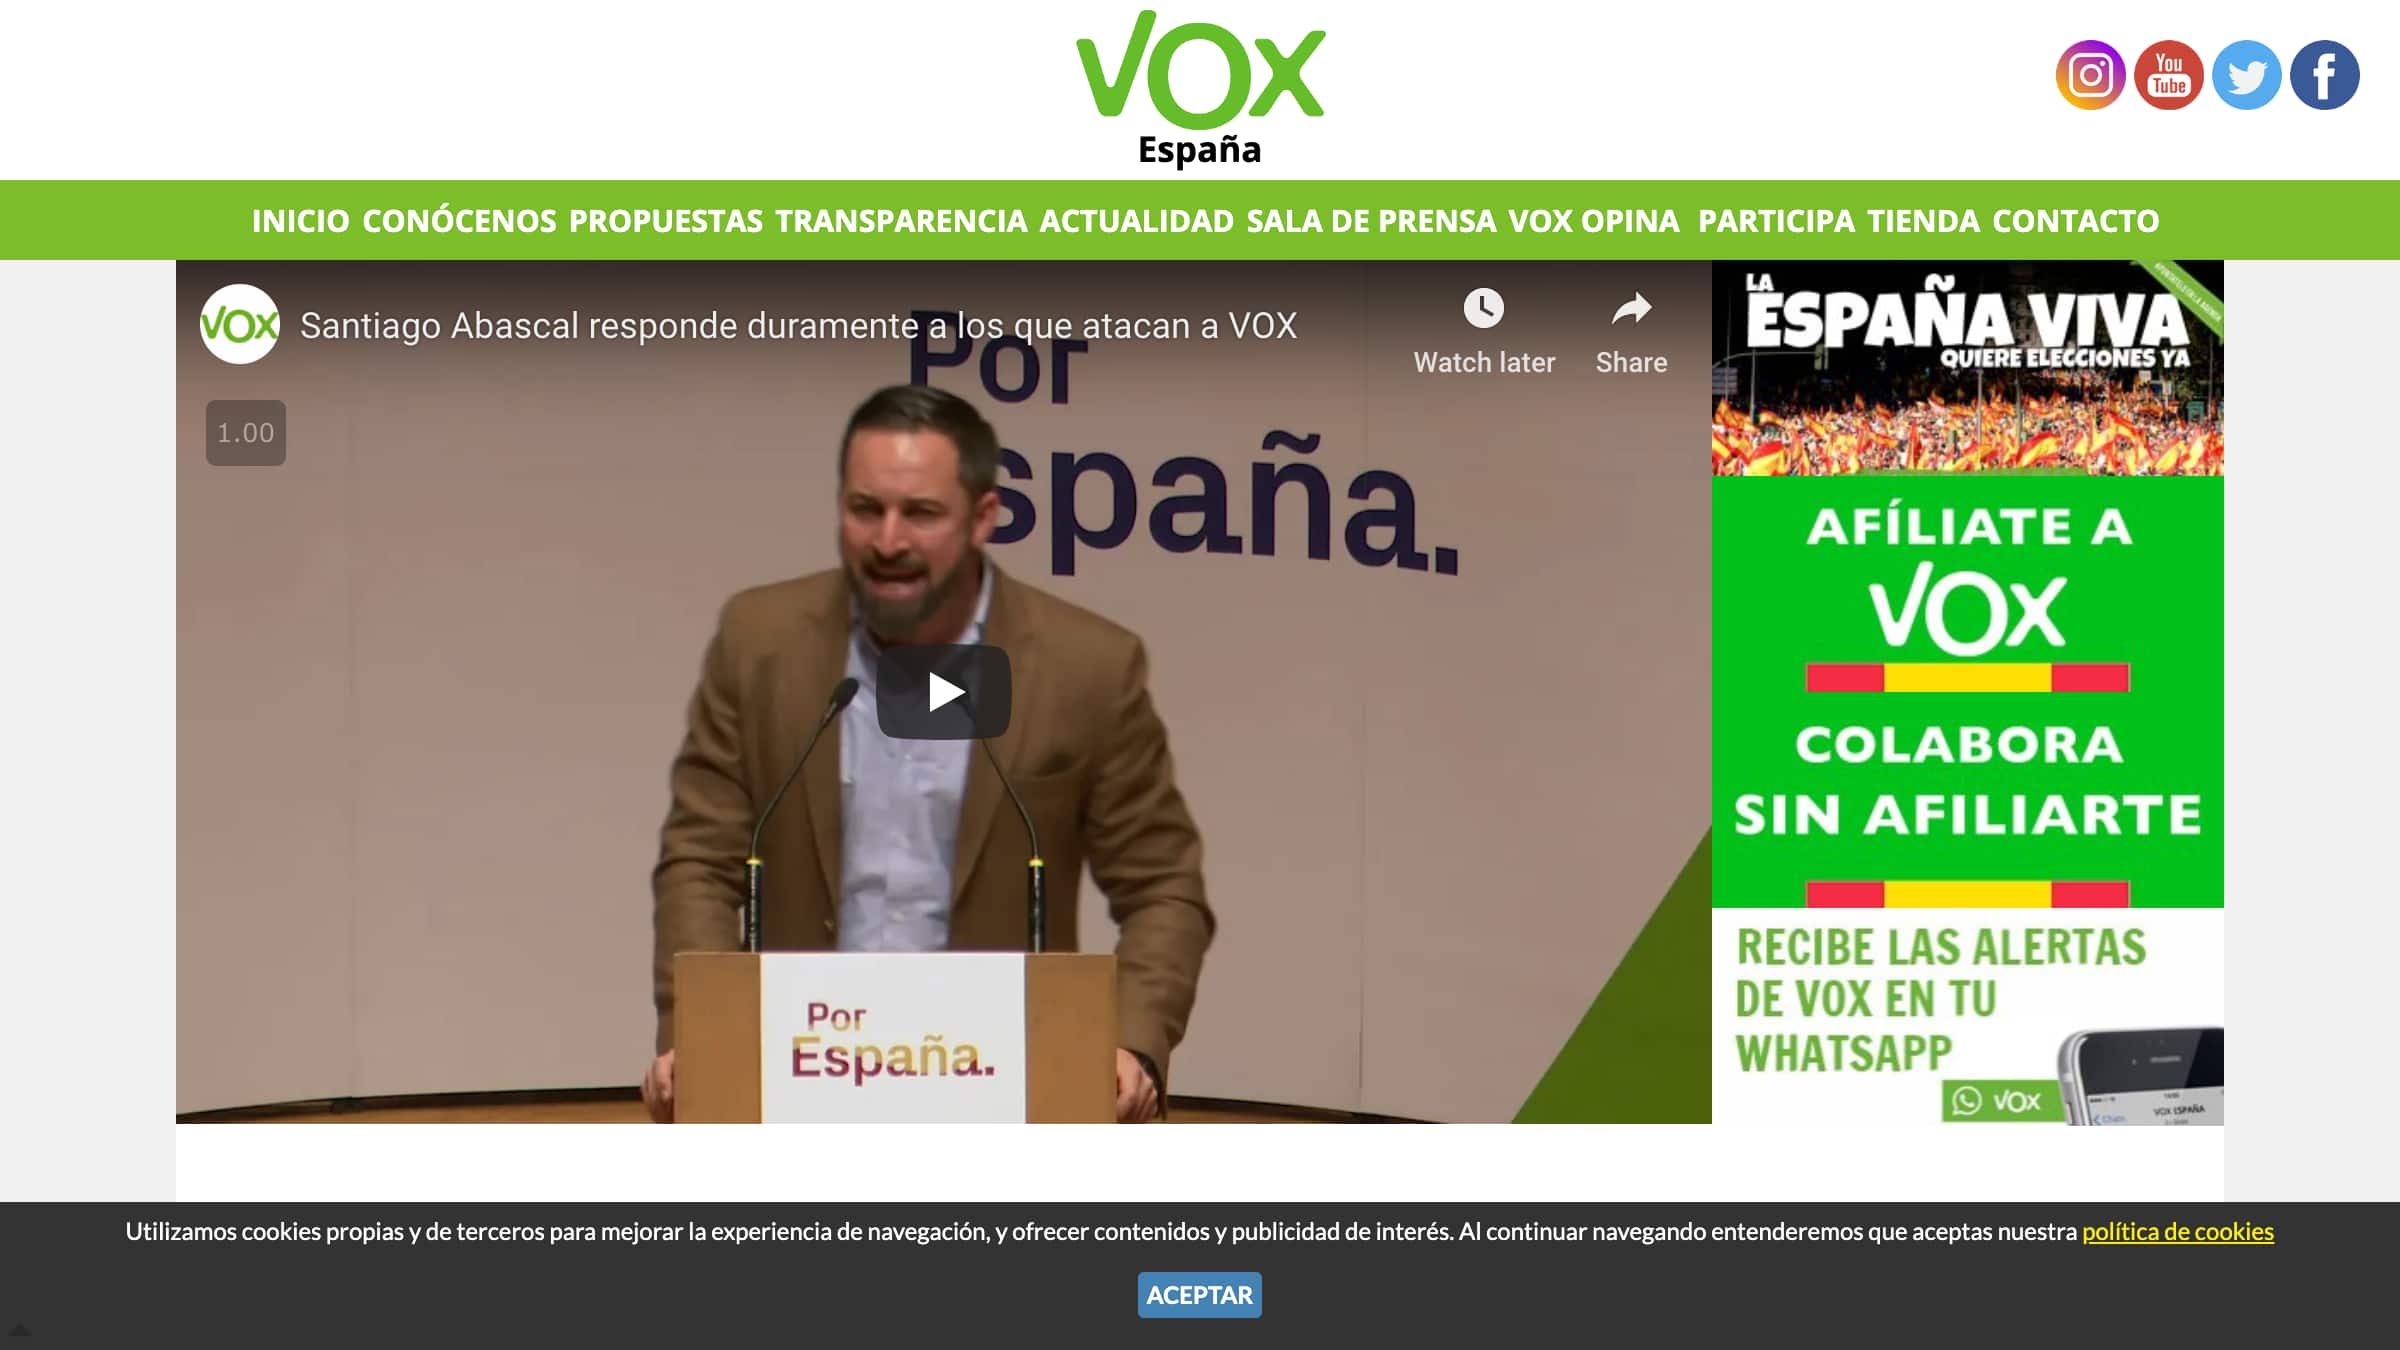 VOX
España
You
Tube
INICIO CONÓCENOS PROPUESTAS TRANSPARENCIA ACTUALIDAD SALA DE PRENSA VOX OPINA PARTICIPA TIENDA CONTACTO
VOX
Santiago Abascal responde duramente a los que atacan a VOX
Watch later
Share
1.00
Por
España.
Por
España.
LA
ESPAÑA VIVA
QUIERE ELECCIONES YA
AFÍLIATE A
VOX
COLABORA
SIN AFILIARTE
RECIBE LAS ALERTAS
DE VOX EN TU
WHATSAPP
VOX
VOX ESPAÑA
Utilizamos cookies propias y de terceros para mejorar la experiencia de navegación, y ofrecer contenidos y publicidad de interés. Al continuar navegando entenderemos que aceptas nuestra política de cookies
ACEPTAR